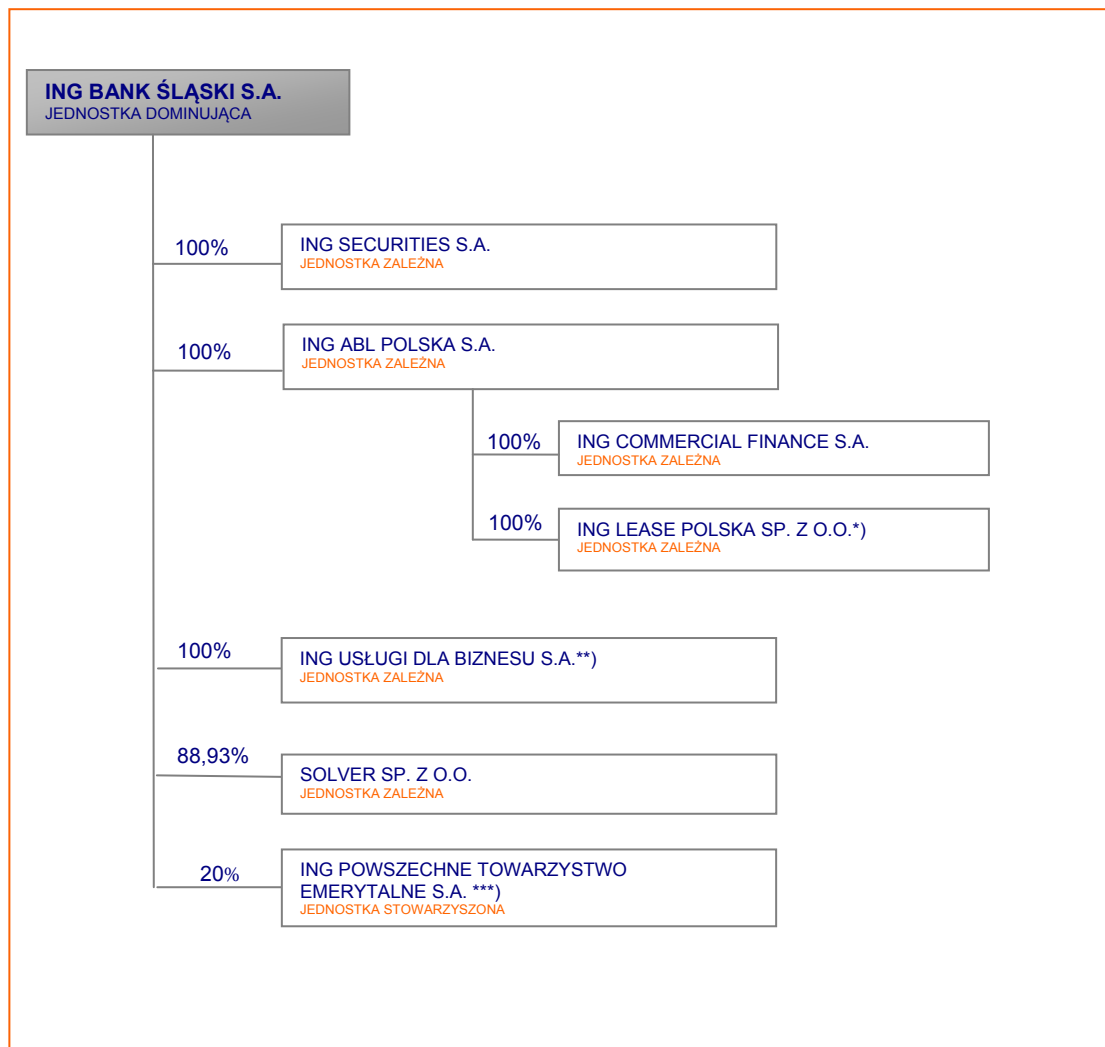 ING BANK ŚLĄSKI S.A.
JEDNOSTKA DOMINUJĄCA
100%
ING SECURITIES S.A.
JEDNOSTKA ZALEŻNA
100%
ING ABL POLSKA S.A.
JEDNOSTKA ZALEŻNA
100%
ING COMMERCIAL FINANCE S.A.
JEDNOSTKA ZALEŻNA
100%
ING LEASE POLSKA SP. Z O.O.*)
JEDNOSTKA ZALEŻNA
100%
ING USŁUGI DLA BIZNESU S.A.**)
JEDNOSTKA ZALEŻNA
88,93%
SOLVER SP. Z O.O.
JEDNOSTKA ZALEŻNA
20%
ING POWSZECHNE TOWARZYSTWO
EMERYTALNE S.A. ***)
JEDNOSTKA STOWARZYSZONA